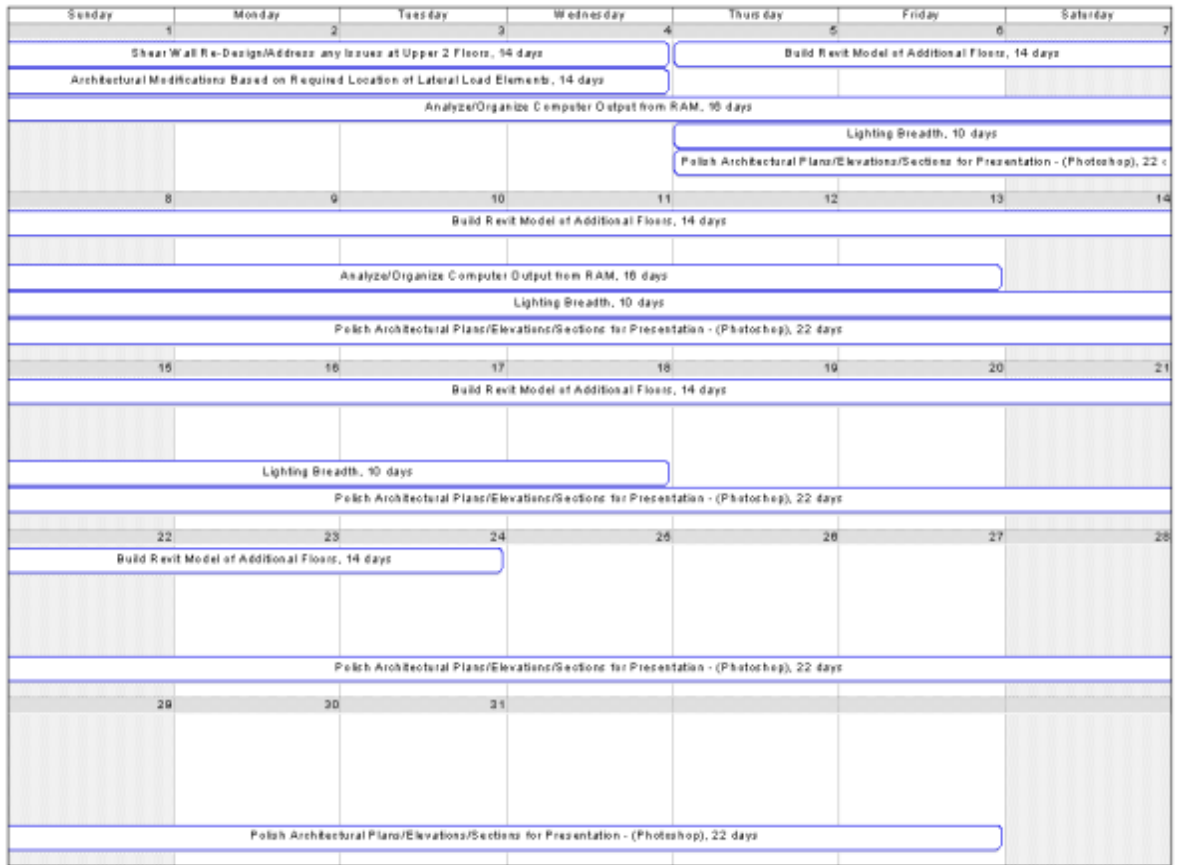 Sunday Monday Tuesday Wednesday Thursday Friday Saturday
1 2 3 4 5 6 7
Shear Wall Re-Design/Address any Issues at Upper 2 Floors, 14 days Build Revit Model of Additional Floors, 14 days
Architectural Modifications Based on Required Location of Lateral Load Elements, 14 days
Analyze/Organize Computer Output from RAM, 16 days
Lighting Breadth, 10 days
Polish Architectural Plans/Elevations/Sections for Presentation - (Photoshop), 22
8 9 10 11 12 13 14
Build Revit Model of Additional Floors, 14 days
Analyze/Organize Computer Output from RAM, 16 days
Lighting Breadth, 10 days
Polish Architectural Plans/Elevations/Sections for Presentation - (Photoshop), 22 days
15 16 17 18 19 20 21
Build Revit Model of Additional Floors, 14 days
Lighting Breadth, 10 days
Polish Architectural Plans/Elevations/Sections for Presentation - (Photoshop), 22 days
22 23 24 25 26 27 28
Build Revit Model of Additional Floors, 14 days
Polish Architectural Plans/Elevations/Sections for Presentation - (Photoshop), 22 days
29 30 31
Polish Architectural Plans/Elevations/Sections for Presentation - (Photoshop), 22 days